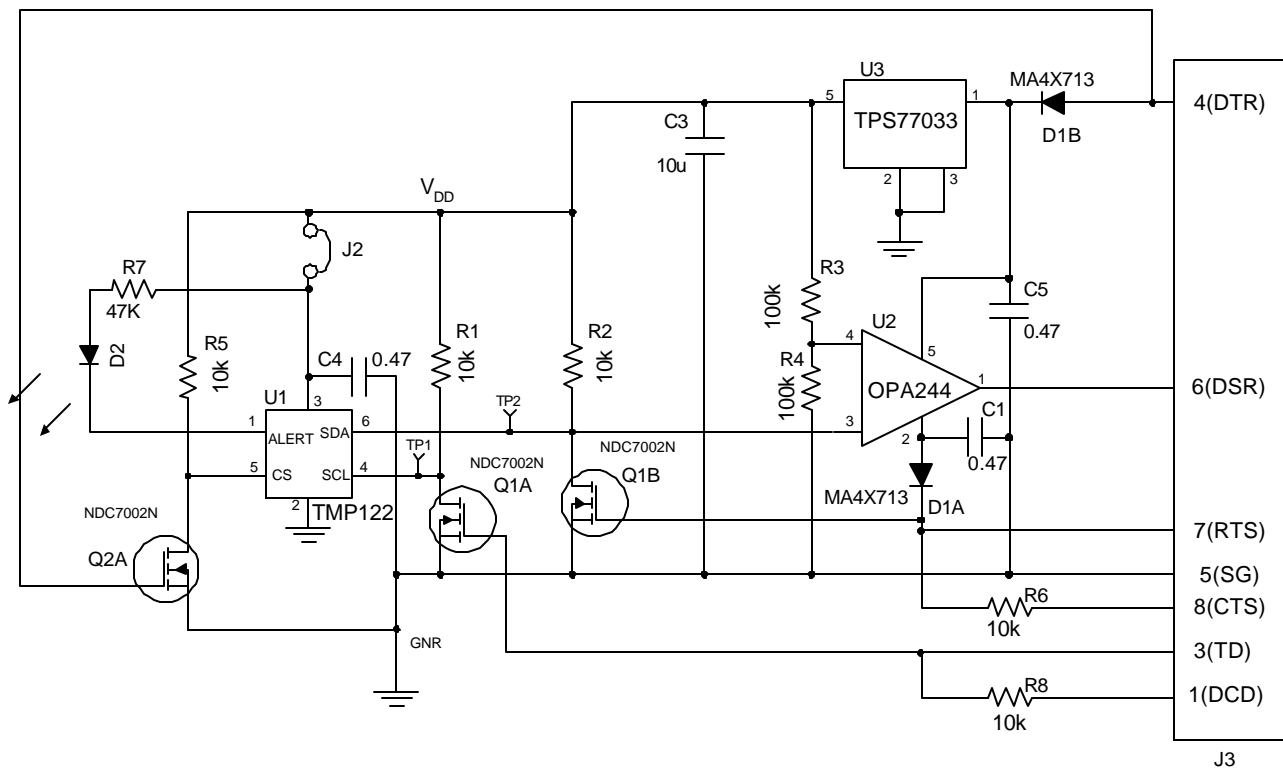 U3
MA4X713
5
1
4(DTR)
TPS77033
C3
D1B
10u
2
3
V_DD
J2
R7
R3
C5
47K
100k
0.47
U2
R5
R1
R2
4
D2
10k
C4
0.47
10k
10k
R4
5
100k
OPA244
1
6(DSR)
U1
3
TP2
C1
1
ALERT
SDA
6
3
2
TP1
NDC7002N
0.47
5
CS
SCL
4
NDC7002N
Q1B
Q1A
MA4X713
2
TMP122
D1A
NDC7002N
7(RTS)
Q2A
5(SG)
R6
8(CTS)
10k
GNR
3(TD)
R8
1(DCD)
10k
J3